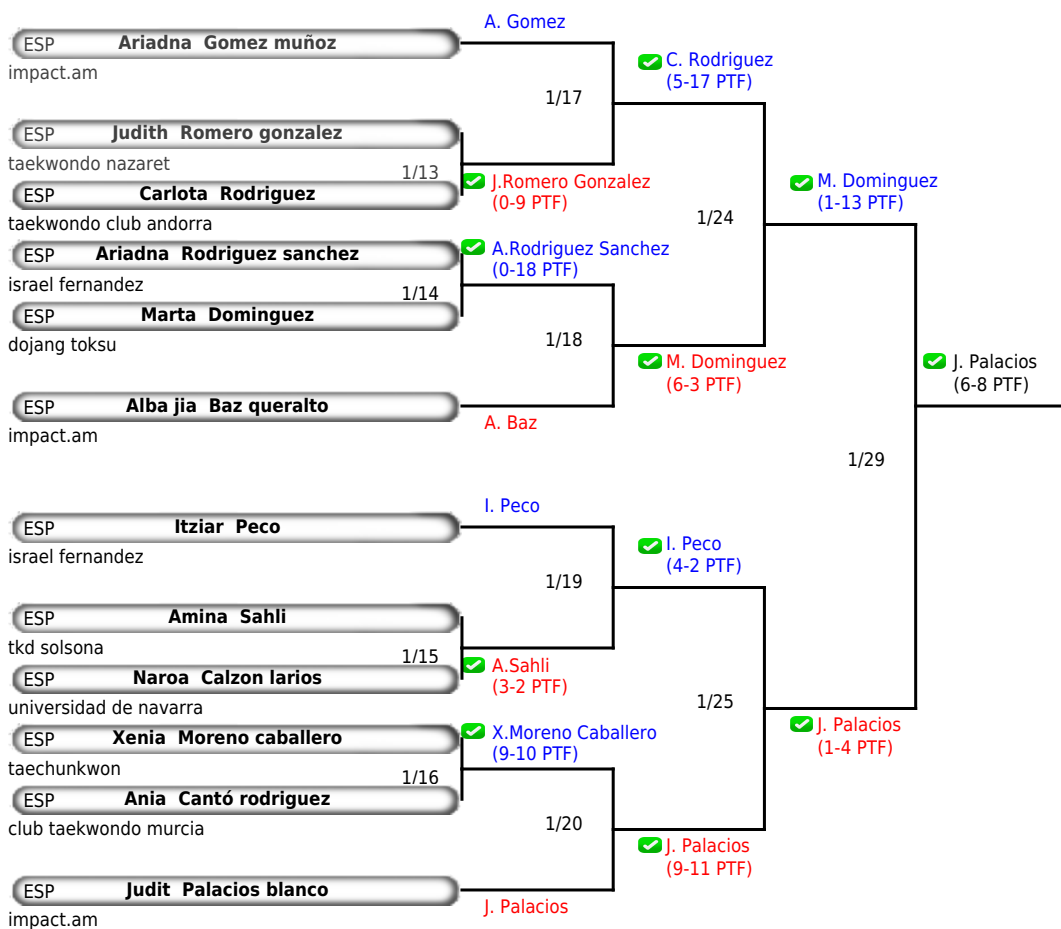 A. Gomez
ESP Ariadna Gomez muñoz
impact.am
C. Rodriguez
(5-17 PTF)
1/17
ESP Judith Romero gonzalez
taekwondo nazaret
1/13
J.Romero Gonzalez
(0-9 PTF)
ESP Carlota Rodriguez
taekwondo club andorra
M. Dominguez
(1-13 PTF)
1/24
ESP Ariadna Rodriguez sanchez
israel fernandez
A.Rodriguez Sanchez
(0-18 PTF)
1/14
ESP Marta Dominguez
dojang toksu
1/18
M. Dominguez
(6-3 PTF)
J. Palacios
(6-8 PTF)
ESP Alba jia Baz queralto
impact.am
A. Baz
1/29
I. Peco
ESP Itziar Peco
israel fernandez
I. Peco
(4-2 PTF)
1/19
ESP Amina Sahli
tkd solsona
1/15
A.Sahli
(3-2 PTF)
ESP Naroa Calzon larios
universidad de navarra
1/25
J. Palacios
(1-4 PTF)
ESP Xenia Moreno caballero
taechunkwon
X.Moreno Caballero
(9-10 PTF)
1/16
ESP Ania Cantó rodriguez
club taekwondo murcia
1/20
J. Palacios
(9-11 PTF)
ESP Judit Palacios blanco
impact.am
J. Palacios